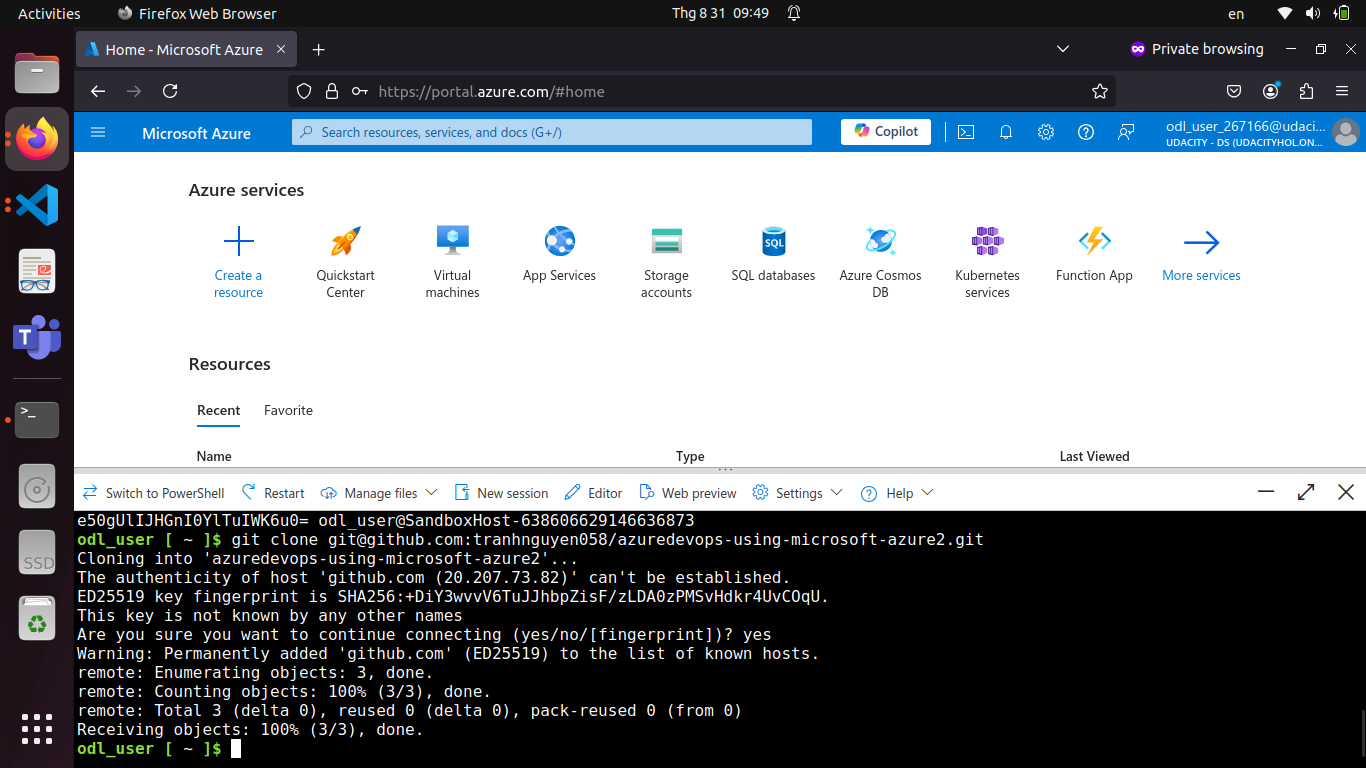 Activities Firefox Web Browser Thg 8 31 09:49 en
Home - Microsoft Azure Private browsing
https://portal.azure.com/#home
Microsoft Azure Search resources, services, and docs (G+/) Copilot odl_user_267166@udaci...
UDACITY - DS (UDACITYHOL.ON...
Azure services
Create a resource
Quickstart Center
Virtual machines
App Services
Storage accounts
SQL
SQL databases
Azure Cosmos DB
Kubernetes services
Function App
More services
Resources
Recent Favorite
Name Type Last Viewed
Switch to PowerShell Restart Manage files New session Editor Web preview Settings Help
e50gUlIJHGnI0YlTuIWK6u0= odl_user@SandboxHost-638606629146636873
odl_user [ ~ ]$ git clone git@github.com:tranhnguyen058/azuredevops-using-microsoft-azure2.git
Cloning into 'azuredevops-using-microsoft-azure2'...
The authenticity of host 'github.com (20.207.73.82)' can't be established.
ED25519 key fingerprint is SHA256:+DiY3wvvV6TuJJhbpZisF/zLDA0zPMSvHdkr4UvCOqU.
This key is not known by any other names
Are you sure you want to continue connecting (yes/no/[fingerprint])? yes
Warning: Permanently added 'github.com' (ED25519) to the list of known hosts.
remote: Enumerating objects: 3, done.
remote: Counting objects: 100% (3/3), done.
remote: Total 3 (delta 0), reused 0 (delta 0), pack-reused 0 (from 0)
Receiving objects: 100% (3/3), done.
odl_user [ ~ ]$
T
>_
SSD